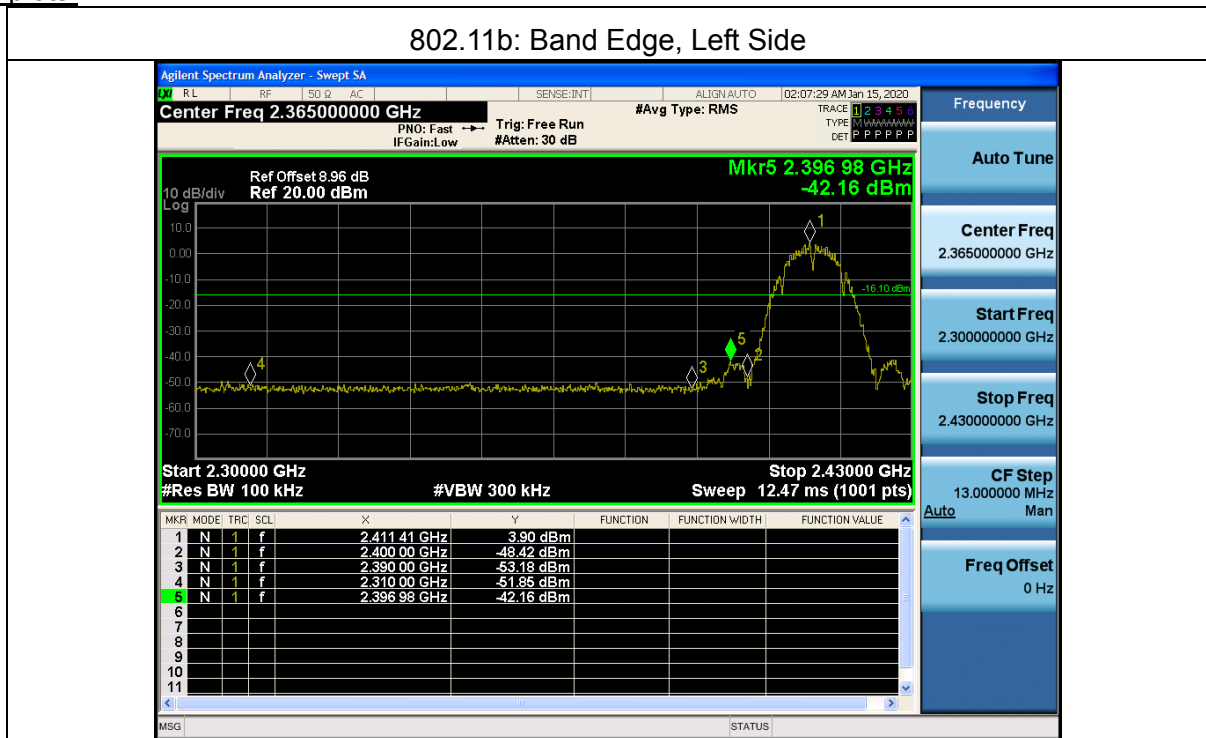 802.11b: Band Edge, Left Side
Agilent Spectrum Analyzer - Swept SA
LXI RL RF 50 Ω AC SENSE:INT ALIGN AUTO 02:07:29 AM Jan 15, 2020
Center Freq 2.365000000 GHz
#Avg Type: RMS
TRACE 1 2 3 4 5 6
PNO: Fast Trig: Free Run
TYPE M WWWWW
IFGain:Low #Atten: 30 dB
DET P P P P P P
Mkr5 2.396 98 GHz
-42.16 dBm
Ref Offset 8.96 dB
10 dB/div Ref 20.00 dBm
Log
10.0
0.00
-10.0
-20.0
-30.0
-40.0
-50.0
-60.0
-70.0
1
-16.10 dBm
5
2
3
4
Start 2.30000 GHz Stop 2.43000 GHz
#Res BW 100 kHz #VBW 300 kHz Sweep 12.47 ms (1001 pts)
MKR MODE TRC SCL X Y FUNCTION FUNCTION WIDTH FUNCTION VALUE
1 N 1 f 2.411 41 GHz 3.90 dBm
2 N 1 f 2.400 00 GHz -48.42 dBm
3 N 1 f 2.390 00 GHz -53.18 dBm
4 N 1 f 2.310 00 GHz -51.85 dBm
5 N 1 f 2.396 98 GHz -42.16 dBm
6
7
8
9
10
11
MSG STATUS
Frequency
Auto Tune
Center Freq
2.365000000 GHz
Start Freq
2.300000000 GHz
Stop Freq
2.430000000 GHz
CF Step
13.000000 MHz
Auto Man
Freq Offset
0 Hz